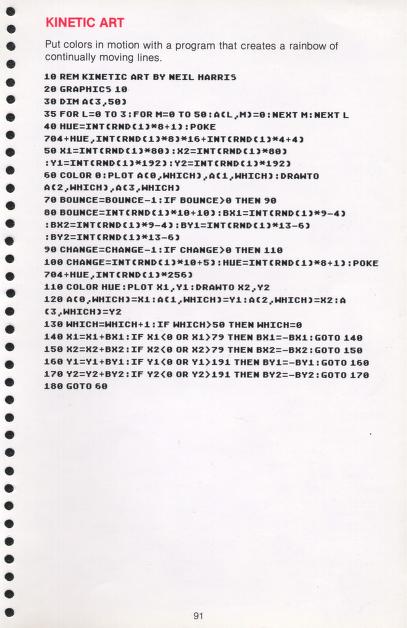 KINETIC ART
Put colors in motion with a program that creates a rainbow of
continually moving lines.
10 REM KINETIC ART BY NEIL HARRIS
20 GRAPHICS 10
30 DIM A(3,50)
35 FOR L=0 TO 3:FOR M=0 TO 50:A(L,M)=0:NEXT M:NEXT L
40 HUE=INT(RND(1)*8+1):POKE
704+HUE,INT(RND(1)*8)*16+INT(RND(1)*4+4)
50 X1=INT(RND(1)*80):X2=INT(RND(1)*80)
:Y1=INT(RND(1)*192):Y2=INT(RND(1)*192)
60 COLOR 0:PLOT A(0,WHICH),A(1,WHICH):DRAWTO
A(2,WHICH),A(3,WHICH)
70 BOUNCE=BOUNCE-1:IF BOUNCE>0 THEN 90
80 BOUNCE=INT(RND(1)*10+10):BX1=INT(RND(1)*9-4)
:BX2=INT(RND(1)*9-4):BY1=INT(RND(1)*13-6)
:BY2=INT(RND(1)*13-6)
90 CHANGE=CHANGE-1:IF CHANGE>0 THEN 110
100 CHANGE=INT(RND(1)*10+5):HUE=INT(RND(1)*8+1):POKE
704+HUE,INT(RND(1)*256)
110 COLOR HUE:PLOT X1,Y1:DRAWTO X2,Y2
120 A(0,WHICH)=X1:A(1,WHICH)=Y1:A(2,WHICH)=X2:A
(3,WHICH)=Y2
130 WHICH=WHICH+1:IF WHICH>50 THEN WHICH=0
140 X1=X1+BX1:IF X1<0 OR X1>79 THEN BX1=-BX1:GOTO 140
150 X2=X2+BX2:IF X2<0 OR X2>79 THEN BX2=-BX2:GOTO 150
160 Y1=Y1+BY1:IF Y1<0 OR Y1>191 THEN BY1=-BY1:GOTO 160
170 Y2=Y2+BY2:IF Y2<0 OR Y2>191 THEN BY2=-BY2:GOTO 170
180 GOTO 60
91